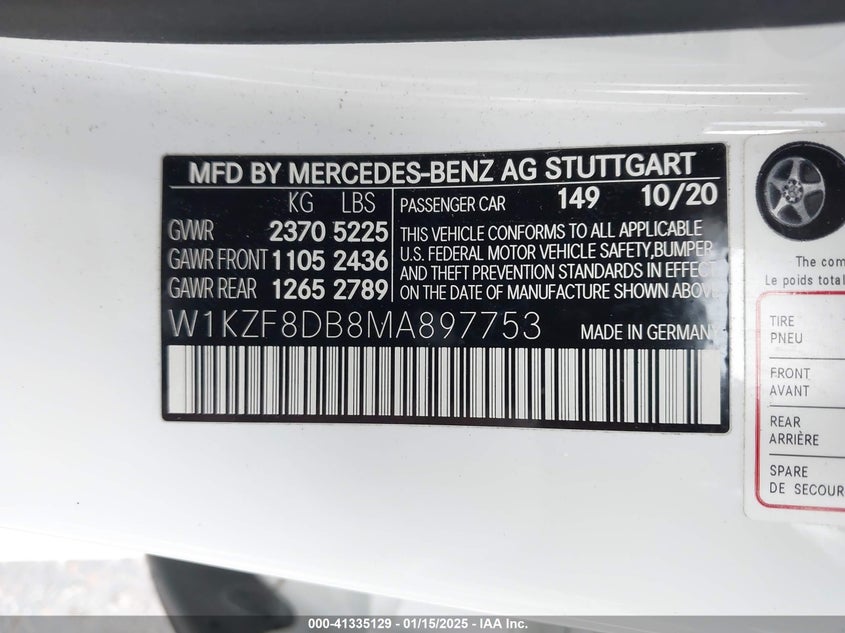 MFD BY MERCEDES-BENZ AG STUTTGART
KG LBS
GVWR 2370 5225
GAWR FRONT 1105 2436
GAWR REAR 1265 2789
PASSENGER CAR 149 10/20
THIS VEHICLE CONFORMS TO ALL APPLICABLE
U.S. FEDERAL MOTOR VEHICLE SAFETY,BUMPER
AND THEFT PREVENTION STANDARDS IN EFFECT
ON THE DATE OF MANUFACTURE SHOWN ABOVE
W1KZF8DB8MA897753 MADE IN GERMANY
The com
Le poids total
TIRE
PNEU
FRONT
AVANT
REAR
ARRIÈRE
SPARE
DE SECOUR
000-41335129 - 01/15/2025 - IAA Inc.